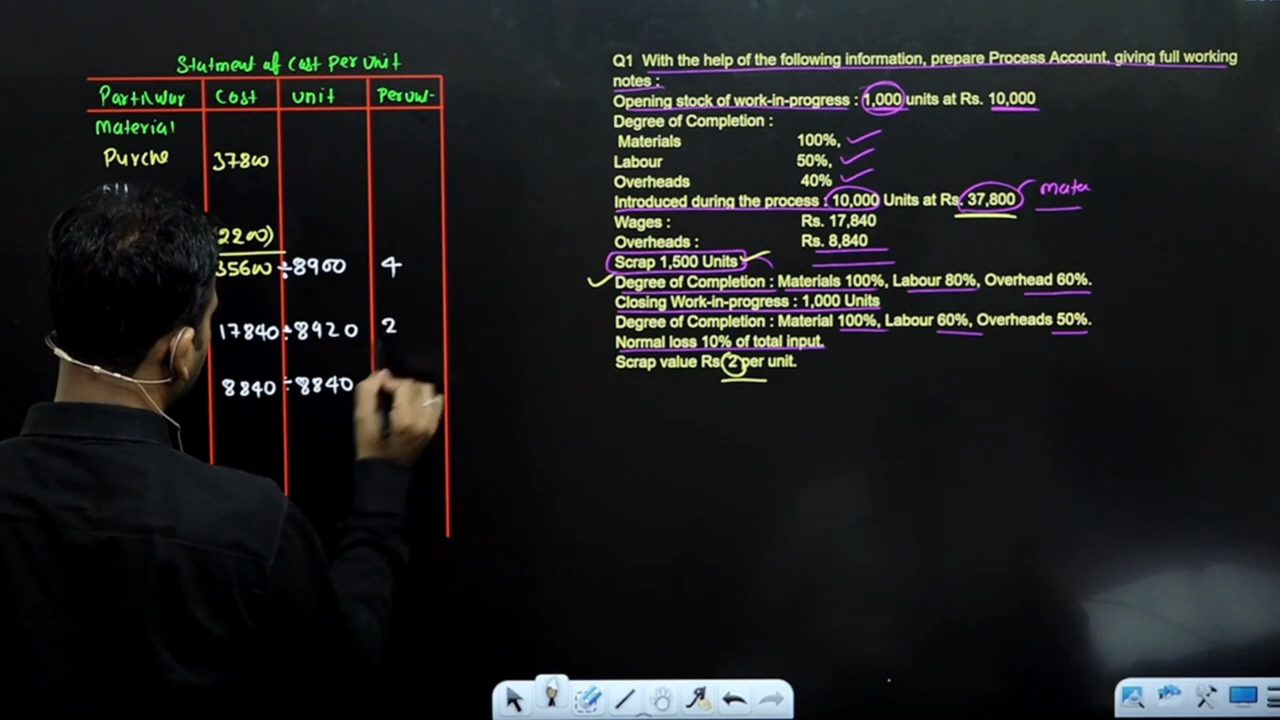 Statment of Cost Per Unit
Particular Cost unit Per unit
Material
Purche 37800
2200)
35600 ÷ 8900 4
17840 ÷ 8920 2
8840 ÷ 8840
Q1 With the help of the following information, prepare Process Account, giving full working
notes :
Opening stock of work-in-progress : 1,000 units at Rs. 10,000
Degree of Completion :
Materials 100%,
Labour 50%,
Overheads 40%
Introduced during the process : 10,000 Units at Rs. 37,800 mate
Wages : Rs. 17,840
Overheads : Rs. 8,840
Scrap 1,500 Units
Degree of Completion : Materials 100%, Labour 80%, Overhead 60%.
Closing Work-in-progress : 1,000 Units
Degree of Completion : Material 100%, Labour 60%, Overheads 50%.
Normal loss 10% of total input.
Scrap value Rs 2 per unit.